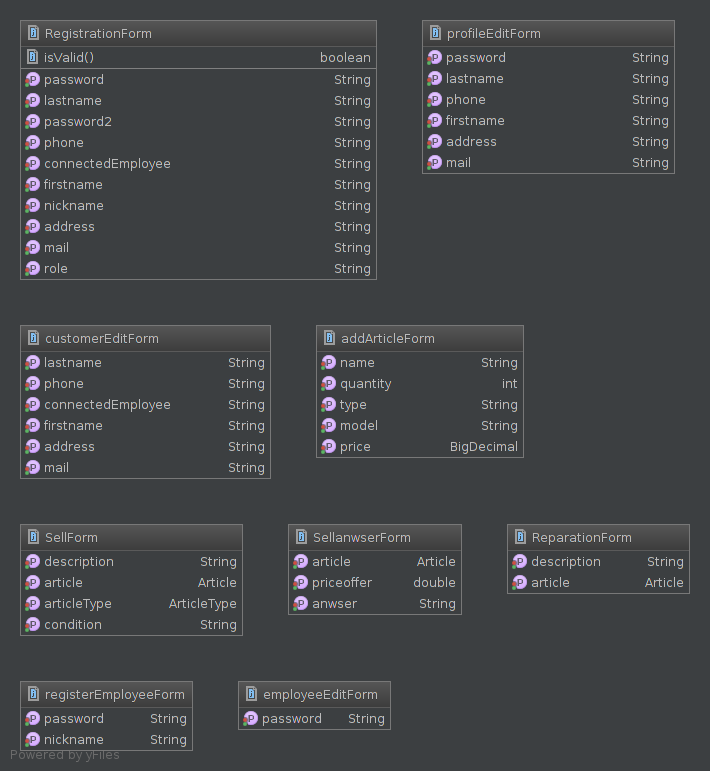 RegistrationForm
isValid() boolean
password String
lastname String
password2 String
phone String
connectedEmployee String
firstname String
nickname String
address String
mail String
role String
profileEditForm
password String
lastname String
phone String
firstname String
address String
mail String
customerEditForm
lastname String
phone String
connectedEmployee String
firstname String
address String
mail String
addArticleForm
name String
quantity int
type String
model String
price BigDecimal
SellForm
description String
article Article
articleType ArticleType
condition String
SellanwserForm
article Article
priceoffer double
anwser String
ReparationForm
description String
article Article
registerEmployeeForm
password String
nickname String
employeeEditForm
password String
Powered by yFiles